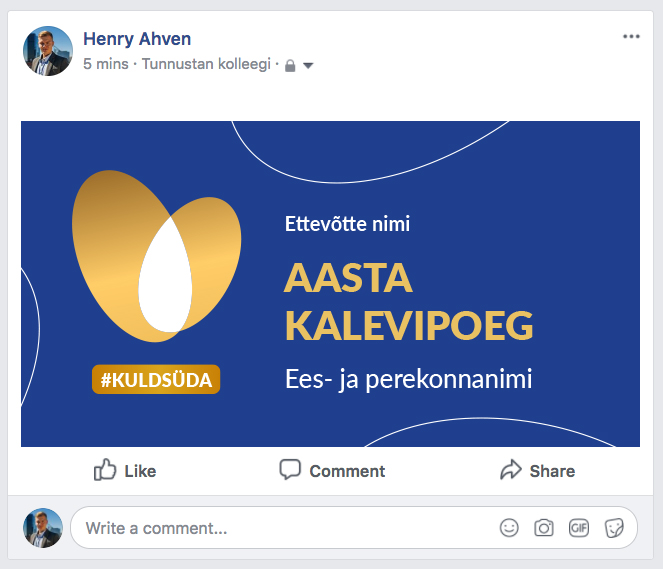 Henry Ahven
5 mins · Tunnustan kolleegi ·
Ettevõtte nimi
AASTA
KALEVIPOEG
#KULDSÜDA
Ees- ja perekonnanimi
Like Comment Share
Write a comment... GIF